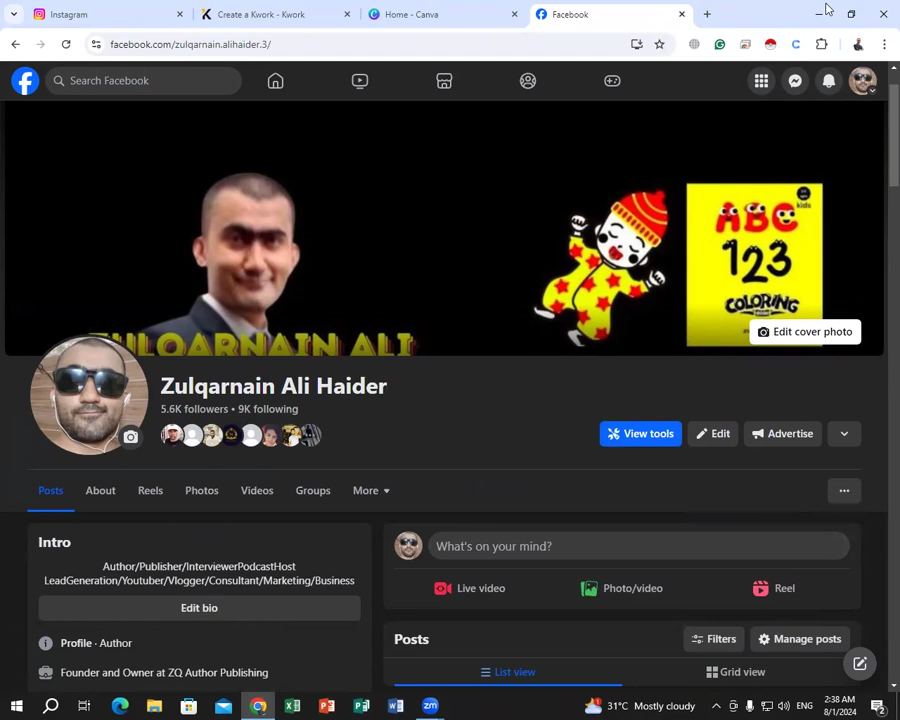 Instagram
Create a Kwork - Kwork
Home - Canva
Facebook
facebook.com/zulqarnain.alihaider.3/
Search Facebook
ABC
kids
123
COLORING
ZULQARNAIN ALI
Edit cover photo
Zulqarnain Ali Haider
5.6K followers • 9K following
View tools
Edit
Advertise
Posts
About
Reels
Photos
Videos
Groups
More
Intro
Author/Publisher/InterviewerPodcastHost
LeadGeneration/Youtuber/Vlogger/Consultant/Marketing/Business
Edit bio
Profile · Author
Founder and Owner at ZQ Author Publishing
What's on your mind?
Live video
Photo/video
Reel
Posts
Filters
Manage posts
List view
Grid view
31°C Mostly cloudy
ENG
2:38 AM
8/1/2024
2